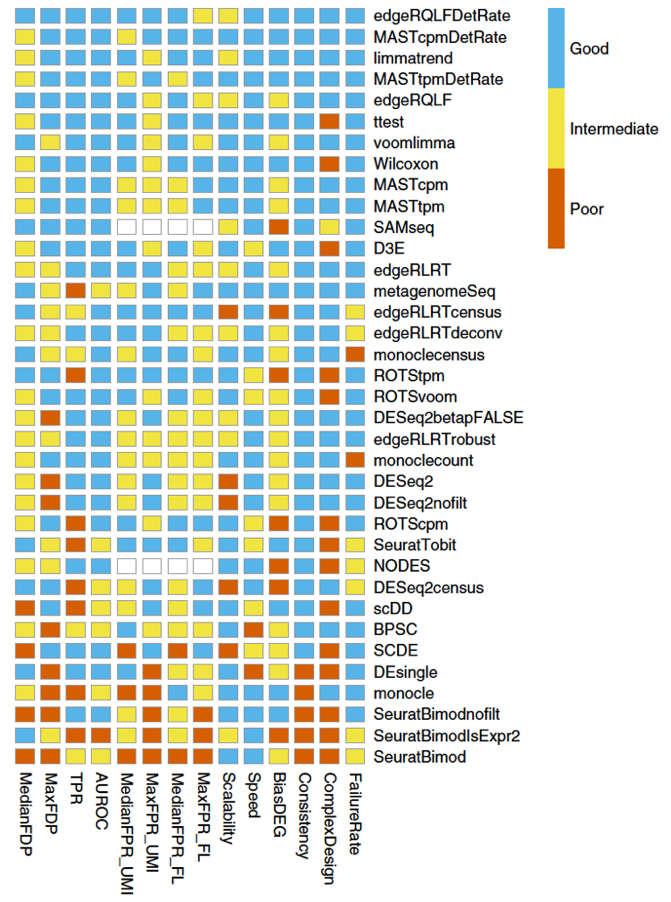 edgeRQLFDetRate
MASTcpmDetRate
limmatrend
MASTtpmDetRate
edgeRQLF
ttest
voomlimma
Wilcoxon
MASTcpm
MASTtpm
SAMseq
D3E
edgeRLRT
metagenomeSeq
edgeRLRTcensus
edgeRLRTdeconv
monoclecensus
ROTStpm
ROTSvoom
DESeq2betapFALSE
edgeRLRTrobust
monoclecount
DESeq2
DESeq2nofilt
ROTScpm
SeuratTobit
NODES
DESeq2census
scDD
BPSC
SCDE
DEsingle
monocle
SeuratBimodnofilt
SeuratBimodIsExpr2
SeuratBimod
Good
Intermediate
Poor
MedianFDP
MaxFDP
TPR
AUROC
MedianFPR_UMI
MaxFPR_UMI
MedianFPR_FL
MaxFPR_FL
Scalability
Speed
BiasDEG
Consistency
ComplexDesign
FailureRate